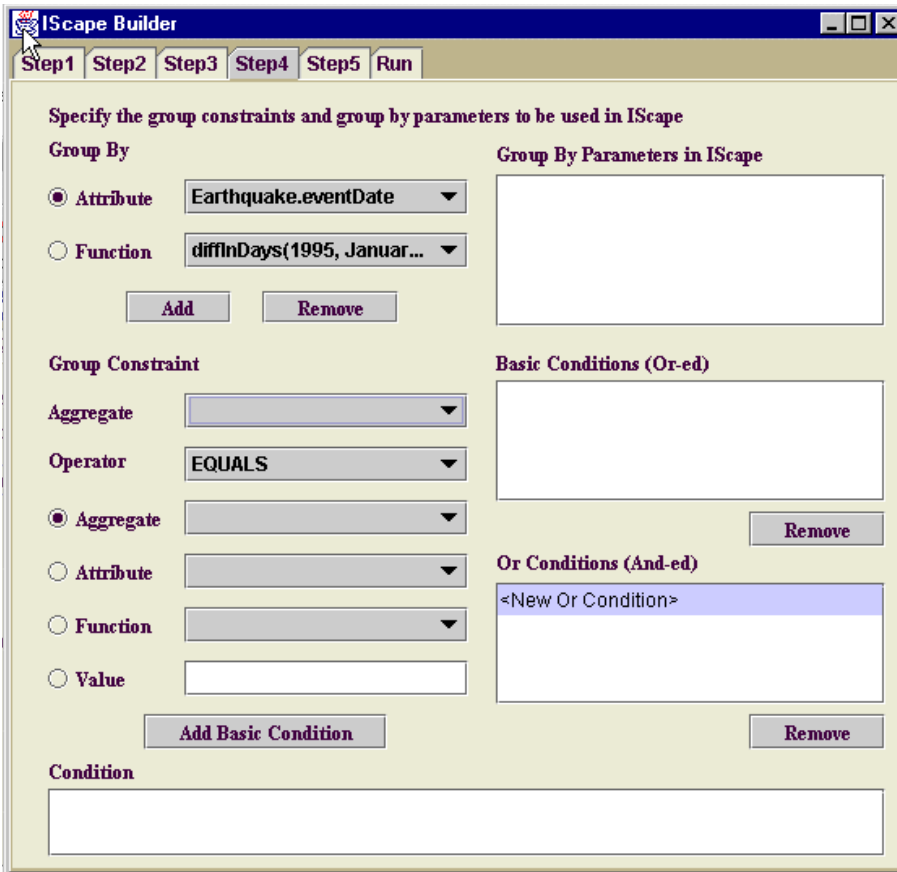 IScape Builder
Step1 Step2 Step3 Step4 Step5 Run
Specify the group constraints and group by parameters to be used in IScape
Group By
Attribute Earthquake.eventDate
Function diffInDays(1995, Januar...
Add Remove
Group By Parameters in IScape
Group Constraint
Aggregate
Operator EQUALS
Aggregate
Attribute
Function
Value
Add Basic Condition
Basic Conditions (Or-ed)
Remove
Or Conditions (And-ed)
<New Or Condition>
Remove
Condition